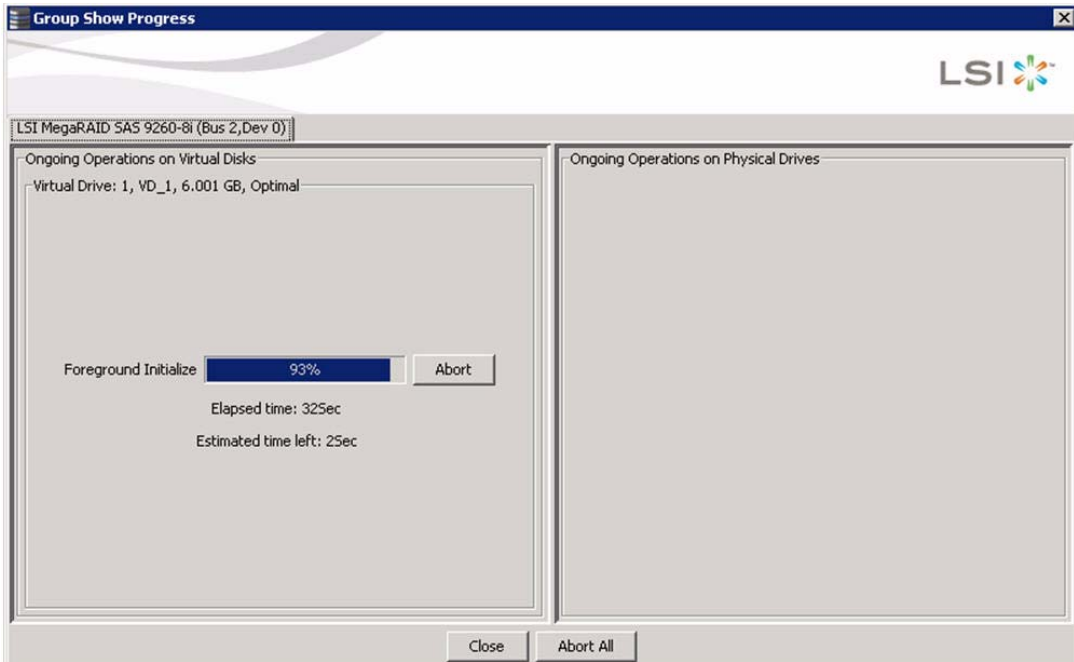 Group Show Progress
LSI
LSI MegaRAID SAS 9260-8i (Bus 2,Dev 0)
Ongoing Operations on Virtual Disks
Ongoing Operations on Physical Drives
Virtual Drive: 1, VD_1, 6.001 GB, Optimal
Foreground Initialize 93% Abort
Elapsed time: 32Sec
Estimated time left: 2Sec
Close Abort All